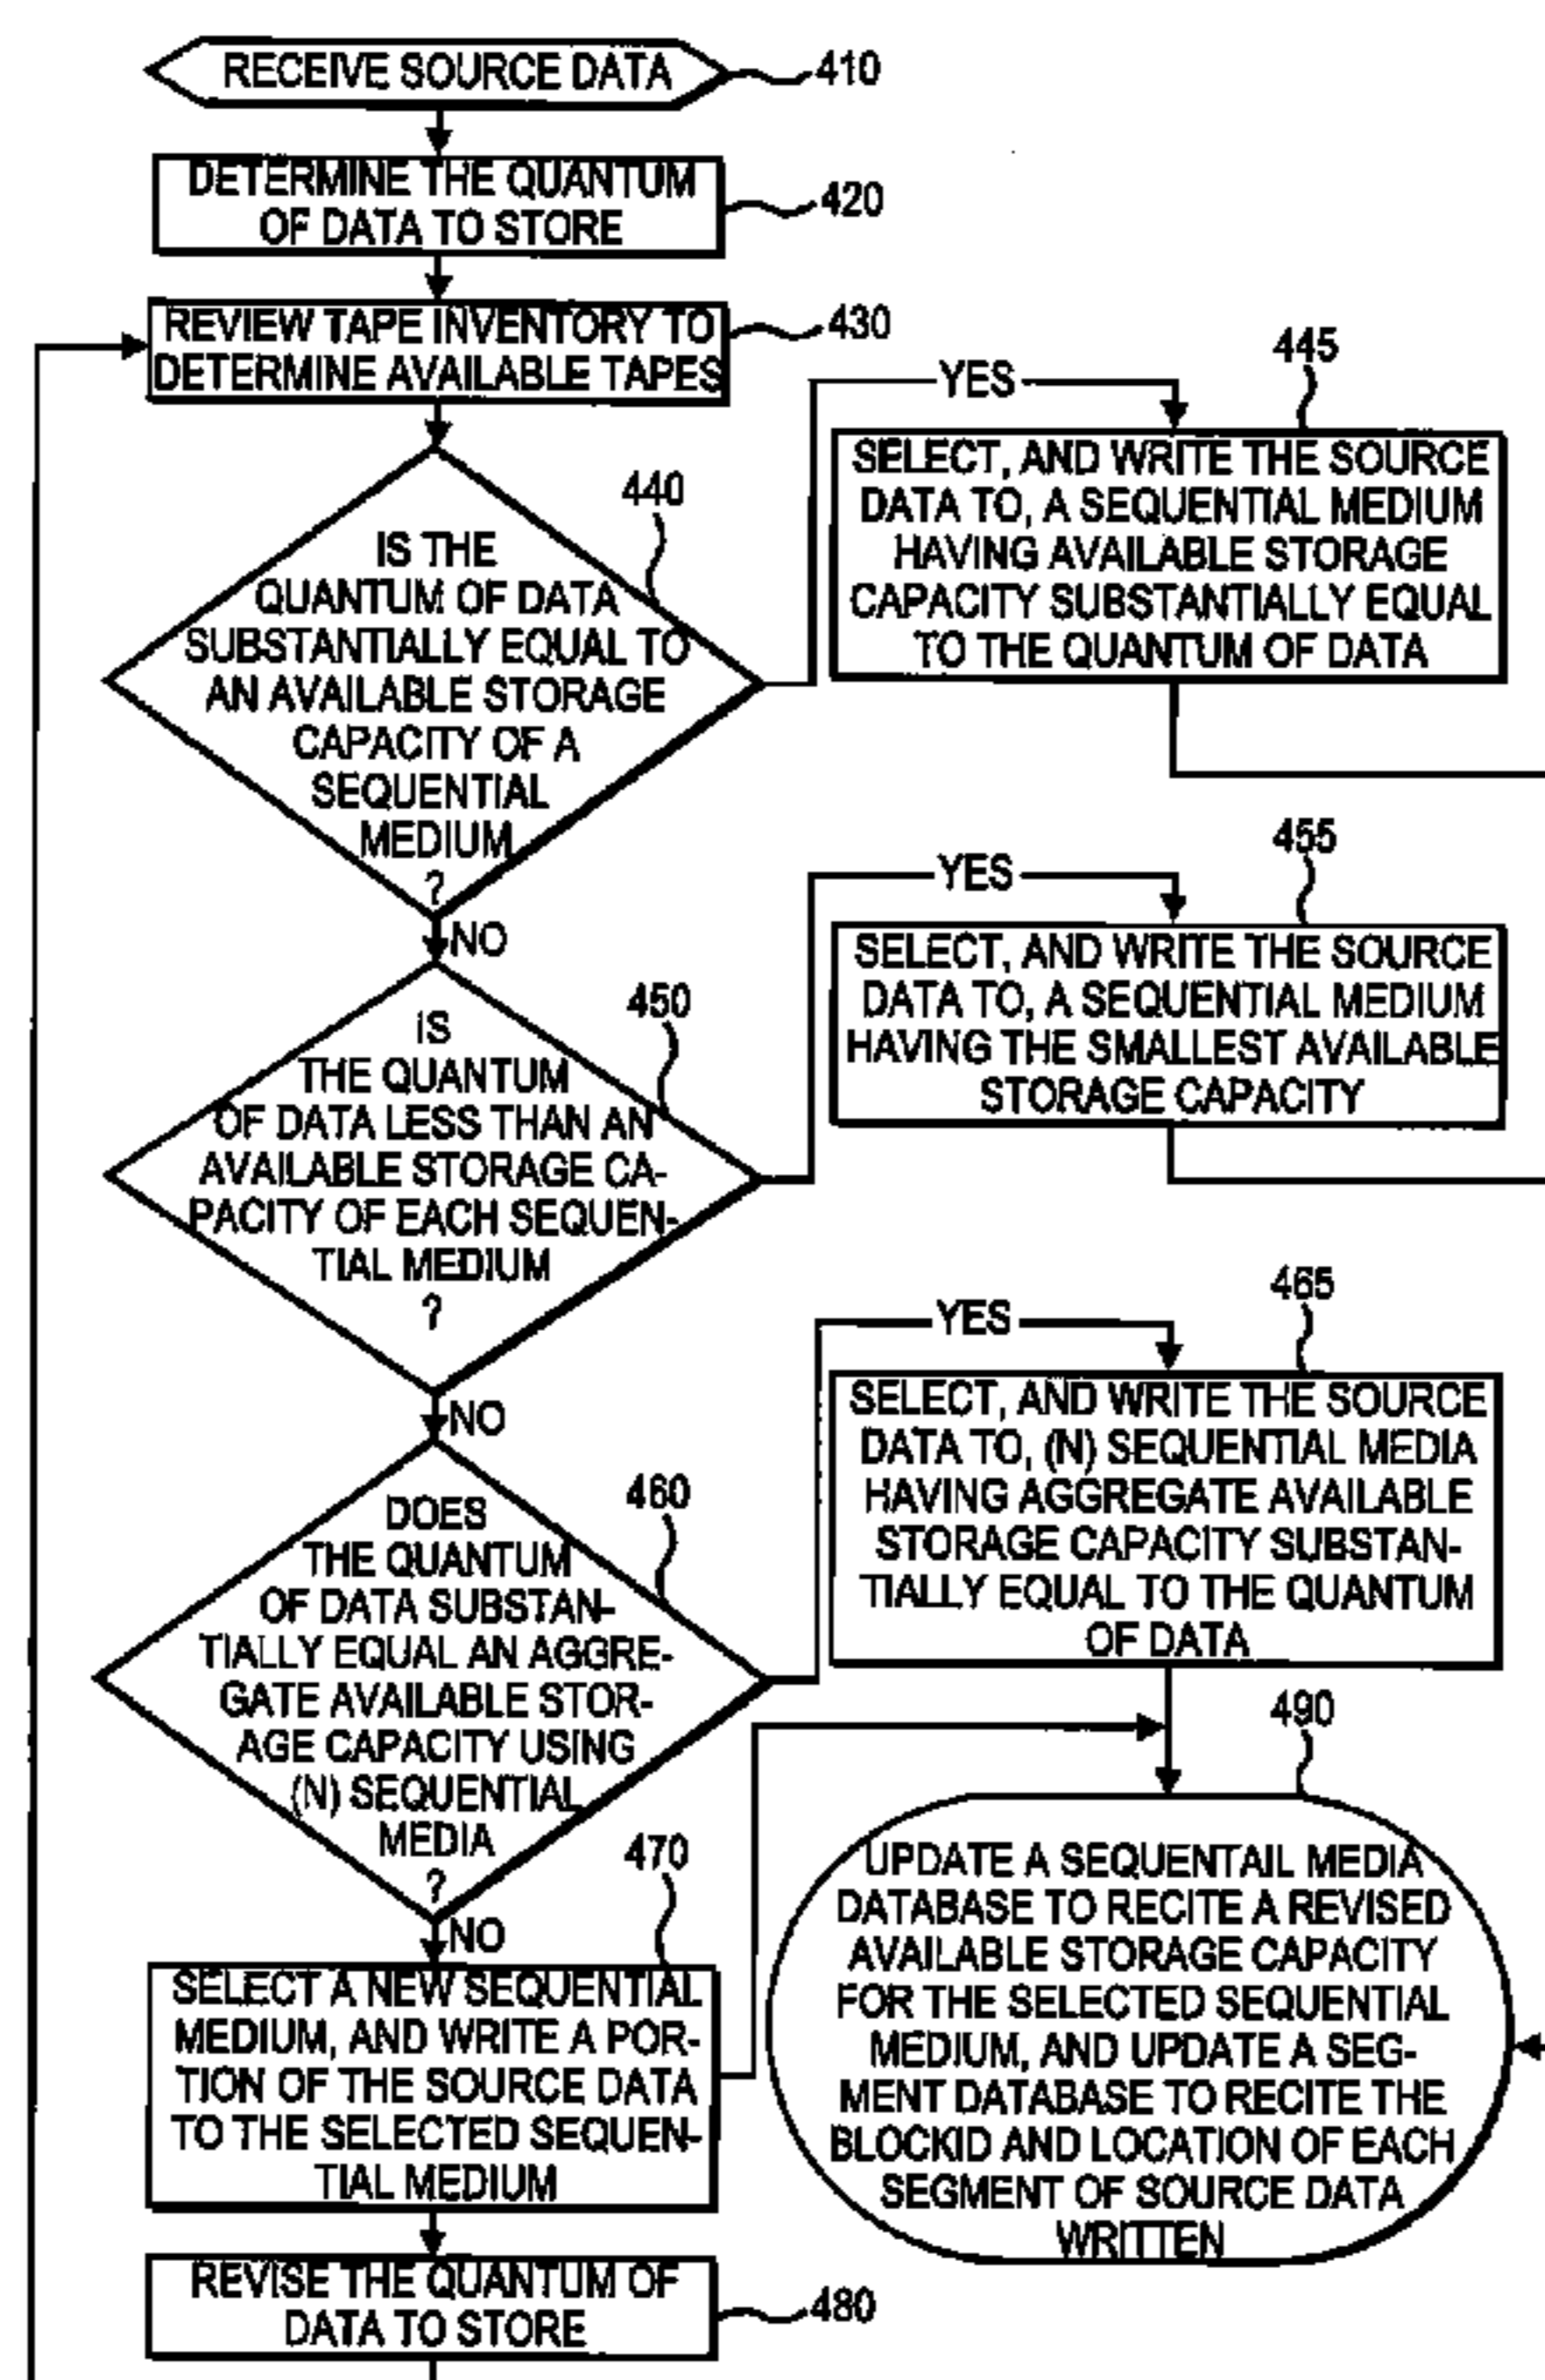 RECEIVE SOURCE DATA
410
DETERMINE THE QUANTUM
OF DATA TO STORE
420
REVIEW TAPE INVENTORY TO
DETERMINE AVAILABLE TAPES
430
440
IS THE
QUANTUM OF DATA
SUBSTANTIALLY EQUAL TO
AN AVAILABLE STORAGE
CAPACITY OF A
SEQUENTIAL
MEDIUM
?
YES
445
SELECT, AND WRITE THE SOURCE
DATA TO, A SEQUENTIAL MEDIUM
HAVING AVAILABLE STORAGE
CAPACITY SUBSTANTIALLY EQUAL
TO THE QUANTUM OF DATA
NO
450
IS
THE QUANTUM
OF DATA LESS THAN AN
AVAILABLE STORAGE CA-
PACITY OF EACH SEQUEN-
TIAL MEDIUM
?
YES
455
SELECT, AND WRITE THE SOURCE
DATA TO, A SEQUENTIAL MEDIUM
HAVING THE SMALLEST AVAILABLE
STORAGE CAPACITY
NO
460
DOES
THE QUANTUM
OF DATA SUBSTAN-
TIALLY EQUAL AN AGGRE-
GATE AVAILABLE STOR-
AGE CAPACITY USING
(N) SEQUENTIAL
MEDIA
?
YES
465
SELECT, AND WRITE THE SOURCE
DATA TO, (N) SEQUENTIAL MEDIA
HAVING AGGREGATE AVAILABLE
STORAGE CAPACITY SUBSTAN-
TIALLY EQUAL TO THE QUANTUM
OF DATA
NO
470
SELECT A NEW SEQUENTIAL
MEDIUM, AND WRITE A POR-
TION OF THE SOURCE DATA
TO THE SELECTED SEQUEN-
TIAL MEDIUM
490
UPDATE A SEQUENTAIL MEDIA
DATABASE TO RECITE A REVISED
AVAILABLE STORAGE CAPACITY
FOR THE SELECTED SEQUENTIAL
MEDIUM, AND UPDATE A SEG-
MENT DATABASE TO RECITE THE
BLOCKID AND LOCATION OF EACH
SEGMENT OF SOURCE DATA
WRITTEN
REVISE THE QUANTUM OF
DATA TO STORE
480